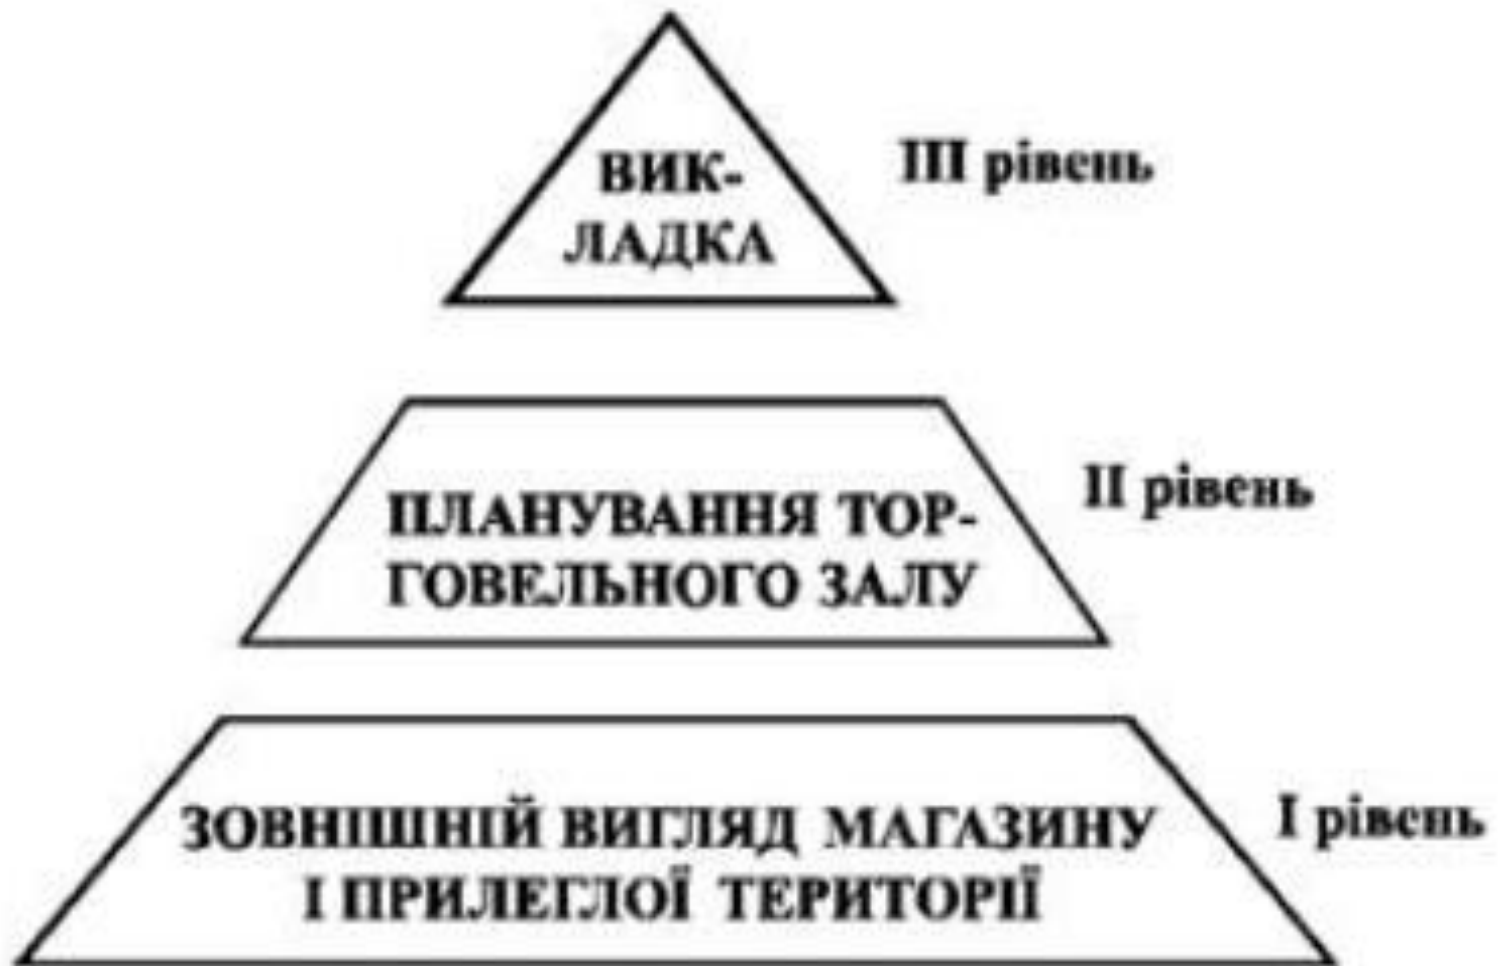 ВИК-
ЛАДКА
III рівень
ПЛАНУВАННЯ ТОР-
ГОВЕЛЬНОГО ЗАЛУ
II рівень
ЗОВНІШНІЙ ВИГЛЯД МАГАЗИНУ
І ПРИЛЕГЛОЇ ТЕРИТОРІЇ
I рівень